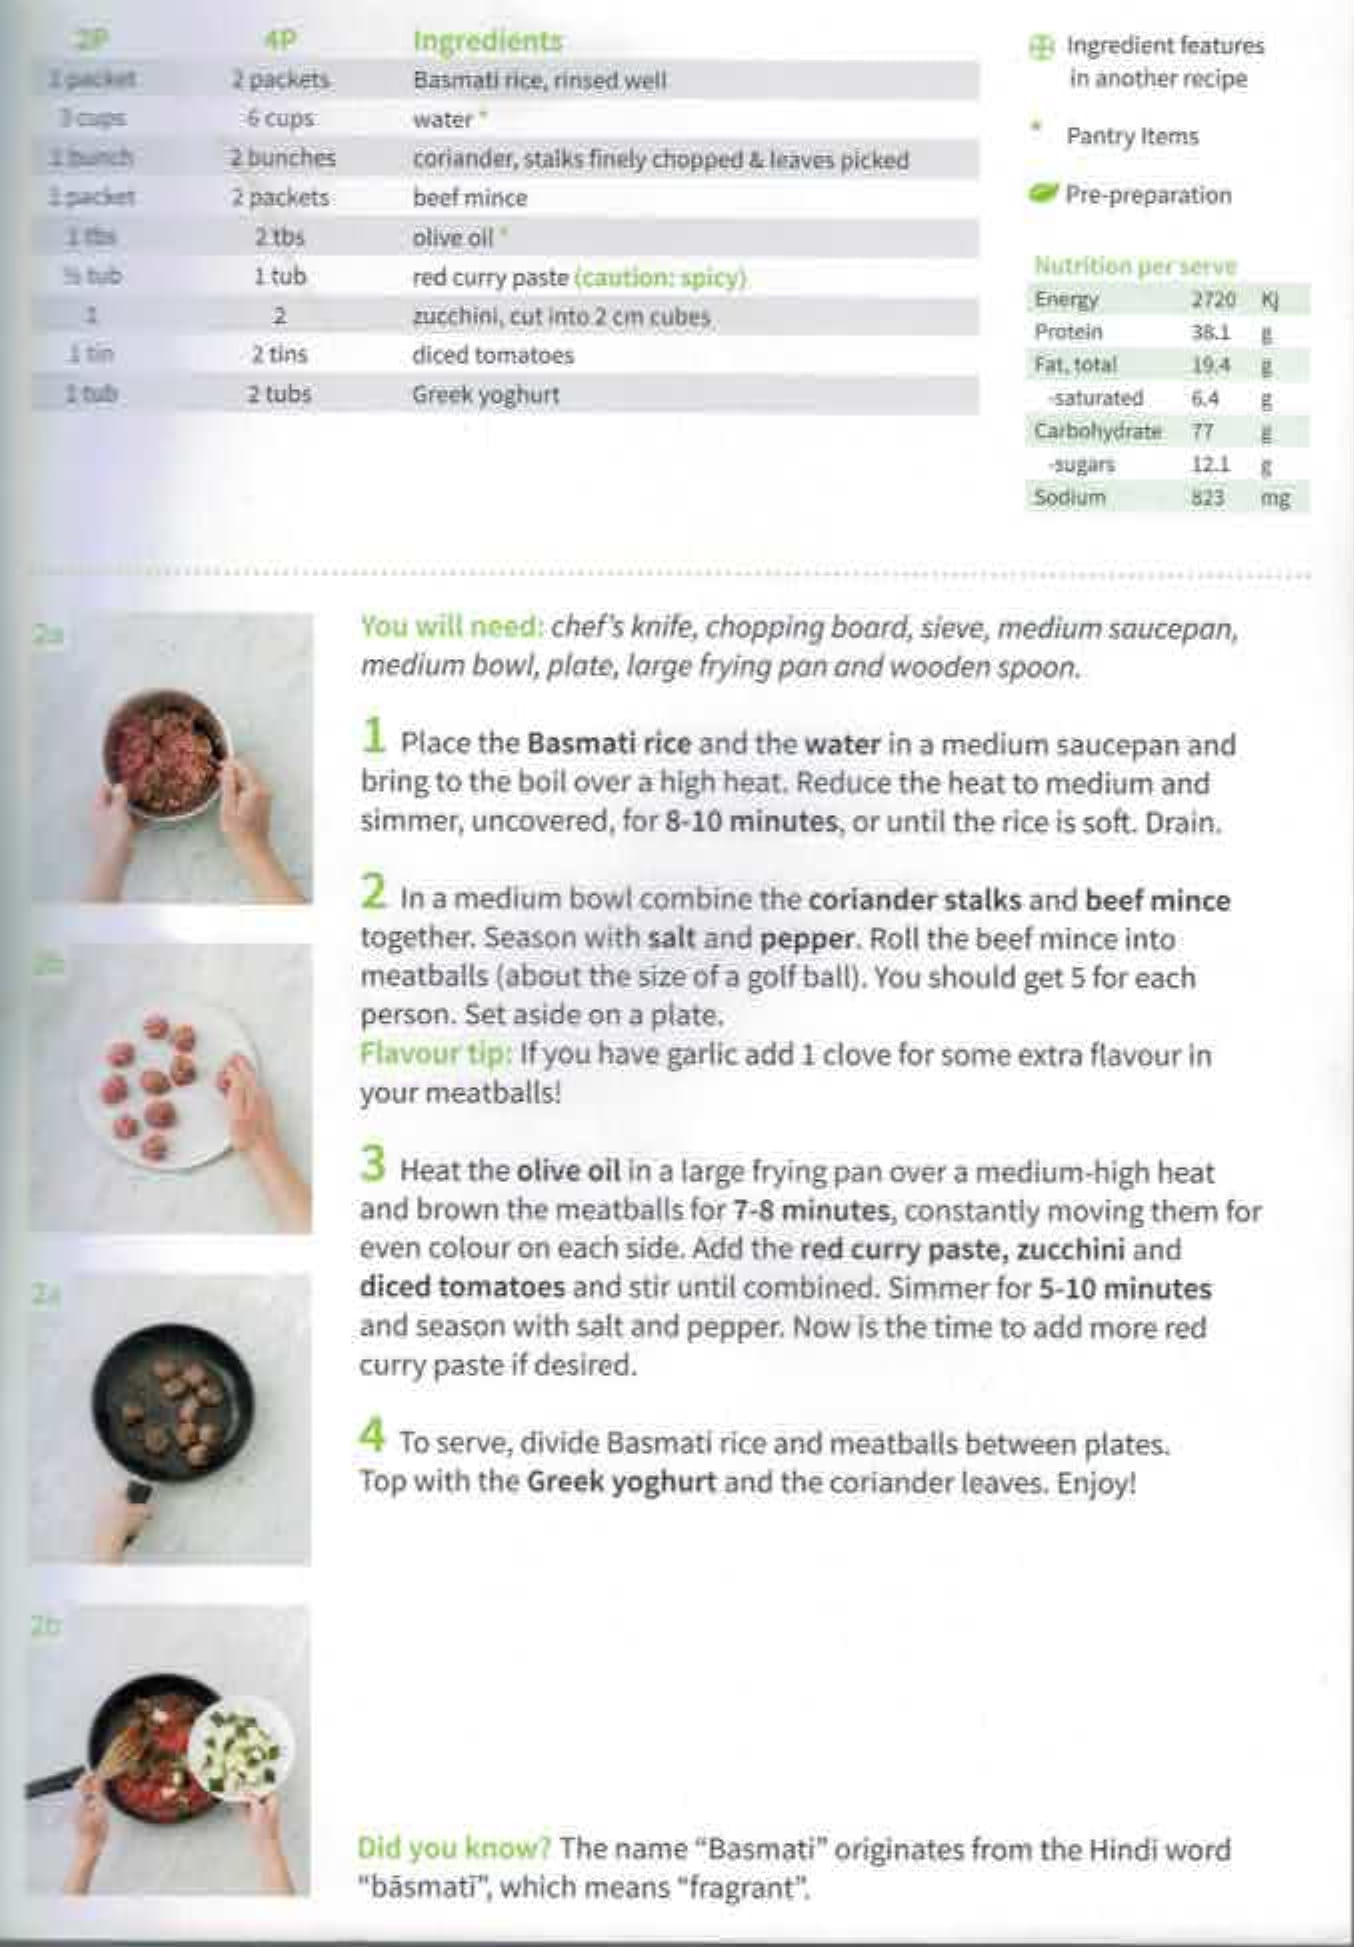 2P 4P Ingredients
1 packet 2 packets Basmati rice, rinsed well
3 cups 6 cups water *
1 bunch 2 bunches coriander, stalks finely chopped & leaves picked
1 packet 2 packets beef mince
1 tbs 2 tbs olive oil *
½ tub 1 tub red curry paste (caution: spicy)
1 2 zucchini, cut into 2 cm cubes
1 tin 2 tins diced tomatoes
1 tub 2 tubs Greek yoghurt
Ingredient features
in another recipe
* Pantry Items
Pre-preparation
Nutrition per serve
Energy 2720 Kj
Protein 38.1 g
Fat, total 19.4 g
-saturated 6.4 g
Carbohydrate 77 g
-sugars 12.1 g
Sodium 823 mg
2a
2b
2a
2b
You will need: chef's knife, chopping board, sieve, medium saucepan,
medium bowl, plate, large frying pan and wooden spoon.
1 Place the Basmati rice and the water in a medium saucepan and
bring to the boil over a high heat. Reduce the heat to medium and
simmer, uncovered, for 8-10 minutes, or until the rice is soft. Drain.
2 In a medium bowl combine the coriander stalks and beef mince
together. Season with salt and pepper. Roll the beef mince into
meatballs (about the size of a golf ball). You should get 5 for each
person. Set aside on a plate.
Flavour tip: If you have garlic add 1 clove for some extra flavour in
your meatballs!
3 Heat the olive oil in a large frying pan over a medium-high heat
and brown the meatballs for 7-8 minutes, constantly moving them for
even colour on each side. Add the red curry paste, zucchini and
diced tomatoes and stir until combined. Simmer for 5-10 minutes
and season with salt and pepper. Now is the time to add more red
curry paste if desired.
4 To serve, divide Basmati rice and meatballs between plates.
Top with the Greek yoghurt and the coriander leaves. Enjoy!
Did you know? The name “Basmati” originates from the Hindi word
“bāsmatī”, which means “fragrant”.